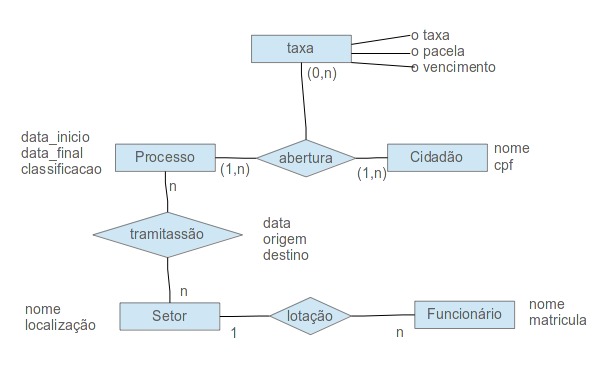 taxa
o taxa
o pacela
o vencimento
(0,n)
data_inicio
data_final
classificacao
Processo
(1,n)
abertura
(1,n)
Cidadão
nome
cpf
n
tramitassão
data
origem
destino
n
nome
localização
Setor
1
lotação
n
Funcionário
nome
matricula